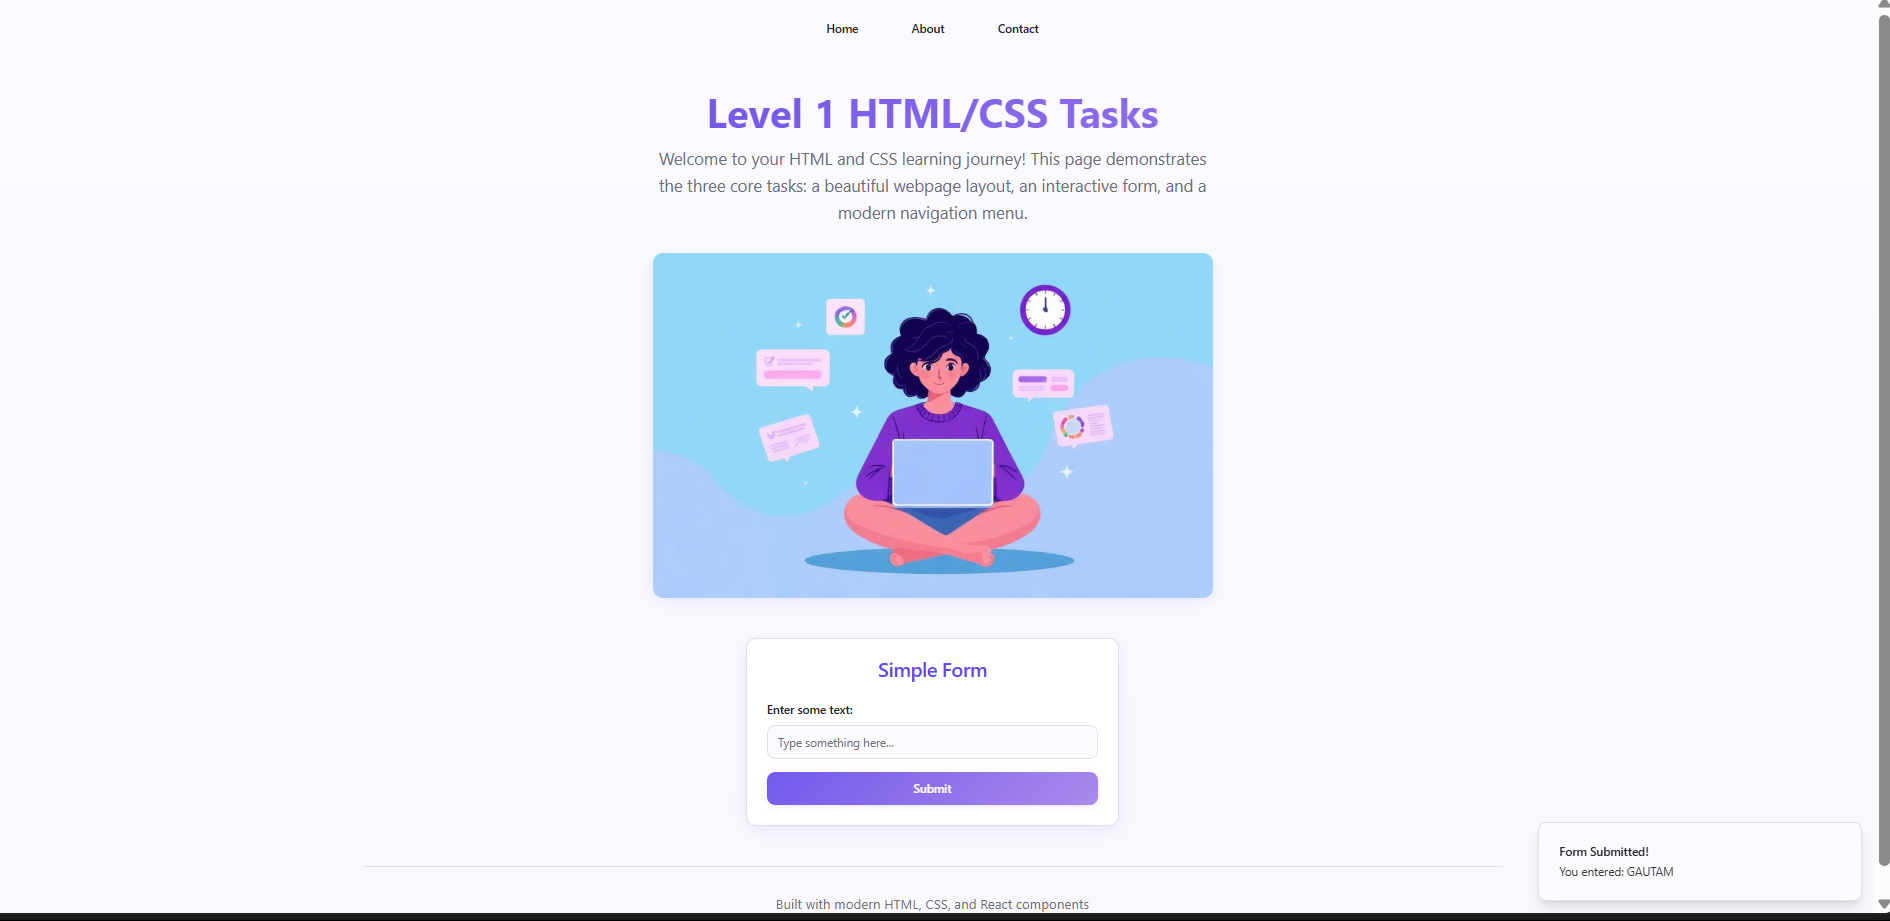 Home About Contact
Level 1 HTML/CSS Tasks
Welcome to your HTML and CSS learning journey! This page demonstrates
the three core tasks: a beautiful webpage layout, an interactive form, and a
modern navigation menu.
Simple Form
Enter some text:
Type something here...
Submit
Form Submitted!
You entered: GAUTAM
Built with modern HTML, CSS, and React components